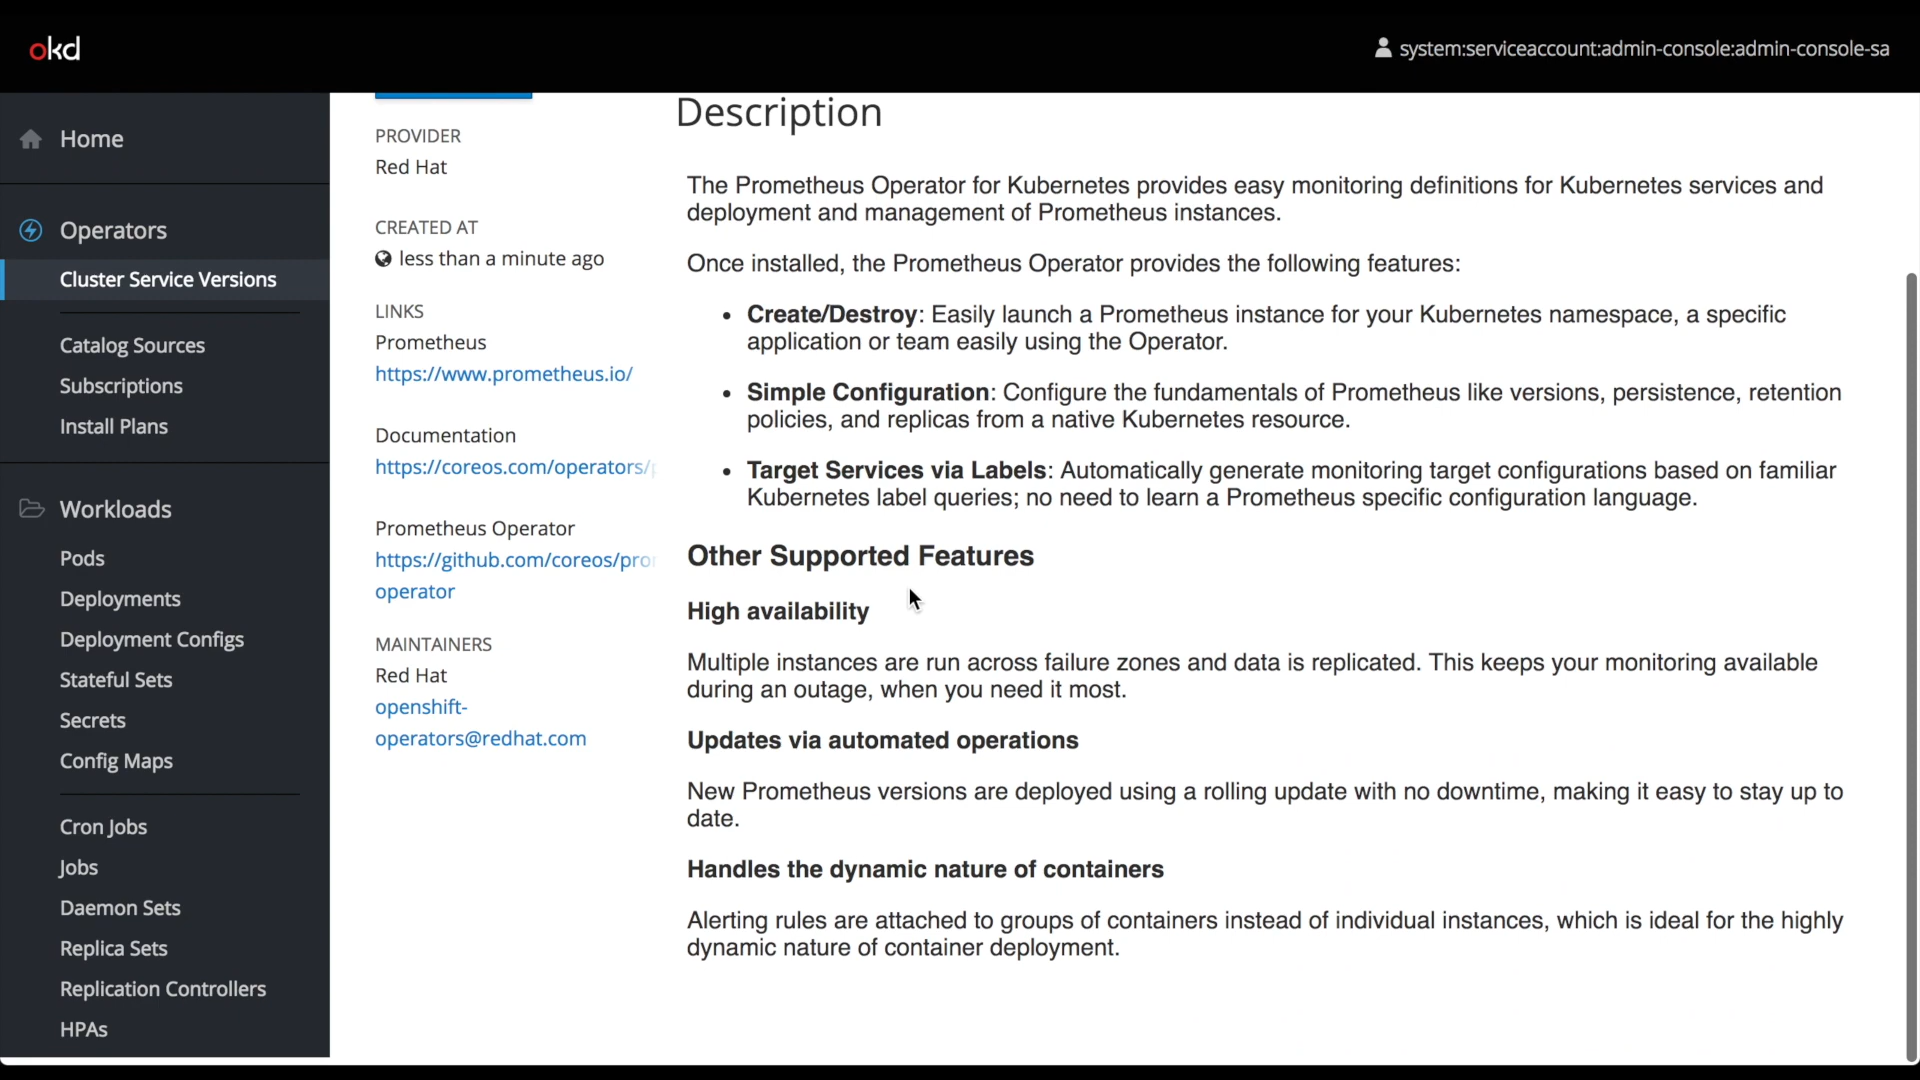 okd
system:serviceaccount:admin-console:admin-console-sa
Home
Operators
Cluster Service Versions
Catalog Sources
Subscriptions
Install Plans
Workloads
Pods
Deployments
Deployment Configs
Stateful Sets
Secrets
Config Maps
Cron Jobs
Jobs
Daemon Sets
Replica Sets
Replication Controllers
HPAs
PROVIDER
Red Hat
CREATED AT
less than a minute ago
LINKS
Prometheus
https://www.prometheus.io/
Documentation
https://coreos.com/operators/p
Prometheus Operator
https://github.com/coreos/pro
operator
MAINTAINERS
Red Hat
openshift-
operators@redhat.com
Description
The Prometheus Operator for Kubernetes provides easy monitoring definitions for Kubernetes services and
deployment and management of Prometheus instances.
Once installed, the Prometheus Operator provides the following features:
• Create/Destroy: Easily launch a Prometheus instance for your Kubernetes namespace, a specific
application or team easily using the Operator.
• Simple Configuration: Configure the fundamentals of Prometheus like versions, persistence, retention
policies, and replicas from a native Kubernetes resource.
• Target Services via Labels: Automatically generate monitoring target configurations based on familiar
Kubernetes label queries; no need to learn a Prometheus specific configuration language.
Other Supported Features
High availability
Multiple instances are run across failure zones and data is replicated. This keeps your monitoring available
during an outage, when you need it most.
Updates via automated operations
New Prometheus versions are deployed using a rolling update with no downtime, making it easy to stay up to
date.
Handles the dynamic nature of containers
Alerting rules are attached to groups of containers instead of individual instances, which is ideal for the highly
dynamic nature of container deployment.